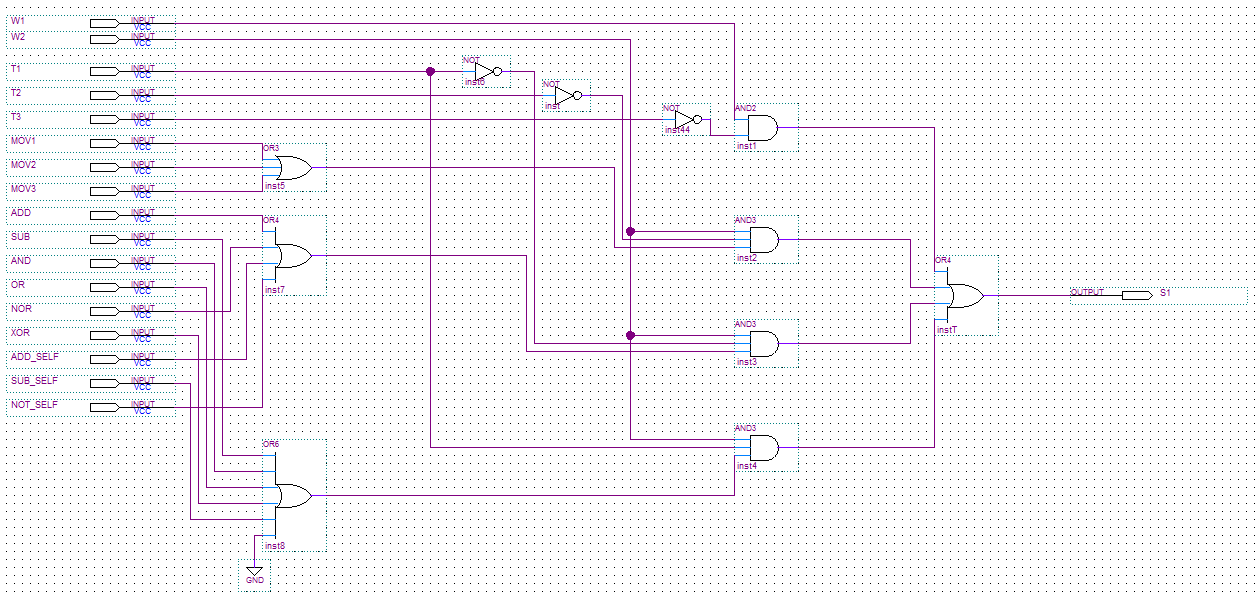 W1 INPUT
VCC
W2 INPUT
VCC
T1 INPUT
VCC
NOT
inst6
T2 INPUT
VCC
NOT
inst
T3 INPUT
VCC
NOT
inst44
AND2
inst1
MOV1 INPUT
VCC
MOV2 INPUT
VCC
MOV3 INPUT
VCC
OR3
inst5
ADD INPUT
VCC
SUB INPUT
VCC
AND INPUT
VCC
OR INPUT
VCC
NOR INPUT
VCC
XOR INPUT
VCC
ADD_SELF INPUT
VCC
SUB_SELF INPUT
VCC
NOT_SELF INPUT
VCC
OR4
inst7
AND3
inst2
AND3
inst3
OR4
instT
OUTPUT S1
AND3
inst4
OR6
inst8
GND